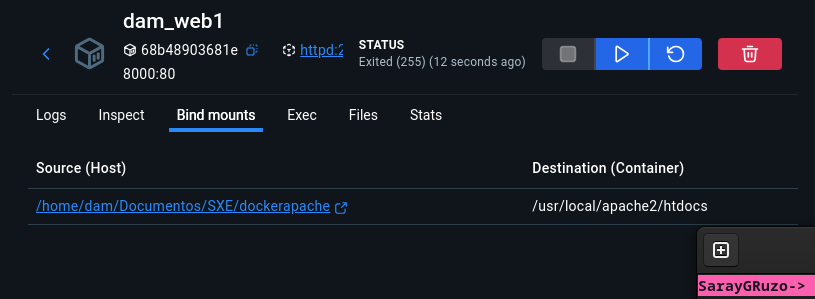 dam_web1
68b48903681e
httpd:2
8000:80
STATUS
Exited (255) (12 seconds ago)
Logs Inspect Bind mounts Exec Files Stats
Source (Host) Destination (Container)
/home/dam/Documentos/SXE/dockerapache /usr/local/apache2/htdocs
SarayGRuzo->